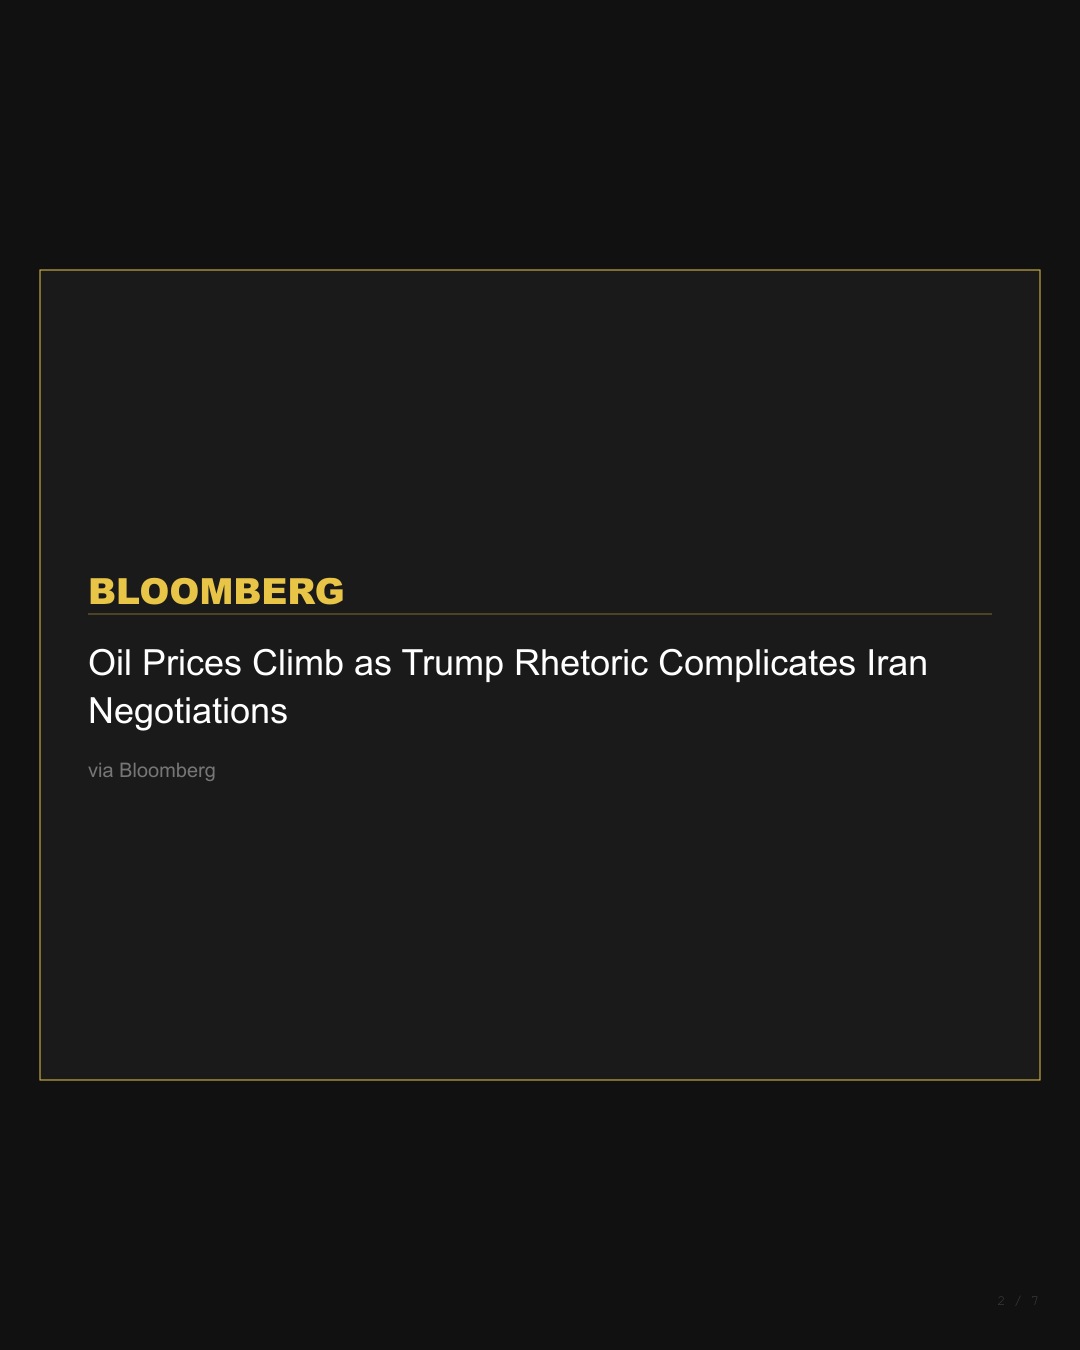 BLOOMBERG
Oil Prices Climb as Trump Rhetoric Complicates Iran
Negotiations
via Bloomberg
2 / 7